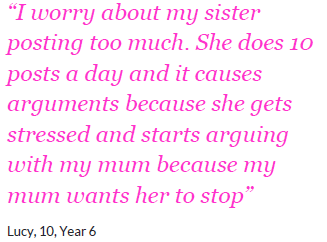 “I worry about my sister
posting too much. She does 10
posts a day and it causes
arguments because she gets
stressed and starts arguing
with my mum because my
mum wants her to stop”
Lucy, 10, Year 6